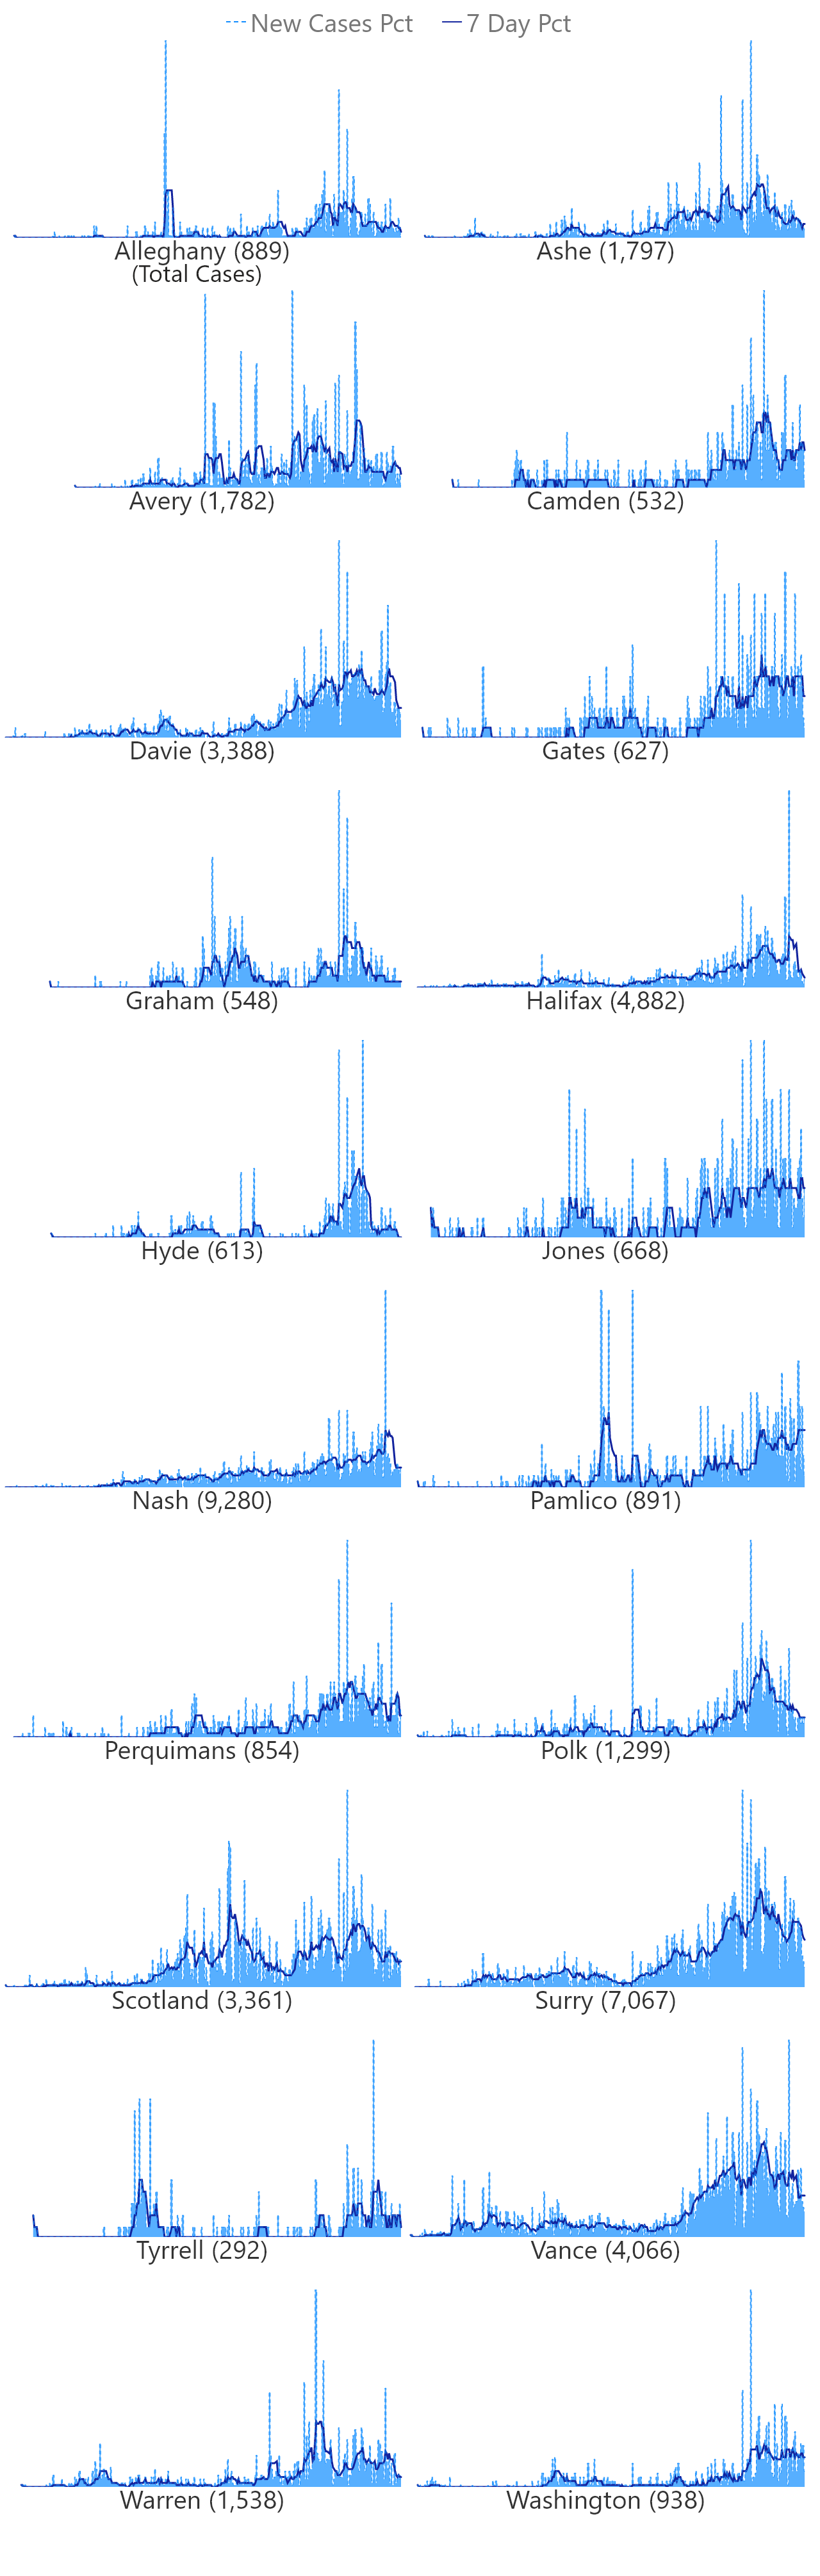 New Cases Pct 7 Day Pct
Alleghany (889) Ashe (1,797)
(Total Cases)
Avery (1,782) Camden (532)
Davie (3,388) Gates (627)
Graham (548) Halifax (4,882)
Hyde (613) Jones (668)
Nash (9,280) Pamlico (891)
Perquimans (854) Polk (1,299)
Scotland (3,361) Surry (7,067)
Tyrrell (292) Vance (4,066)
Warren (1,538) Washington (938)